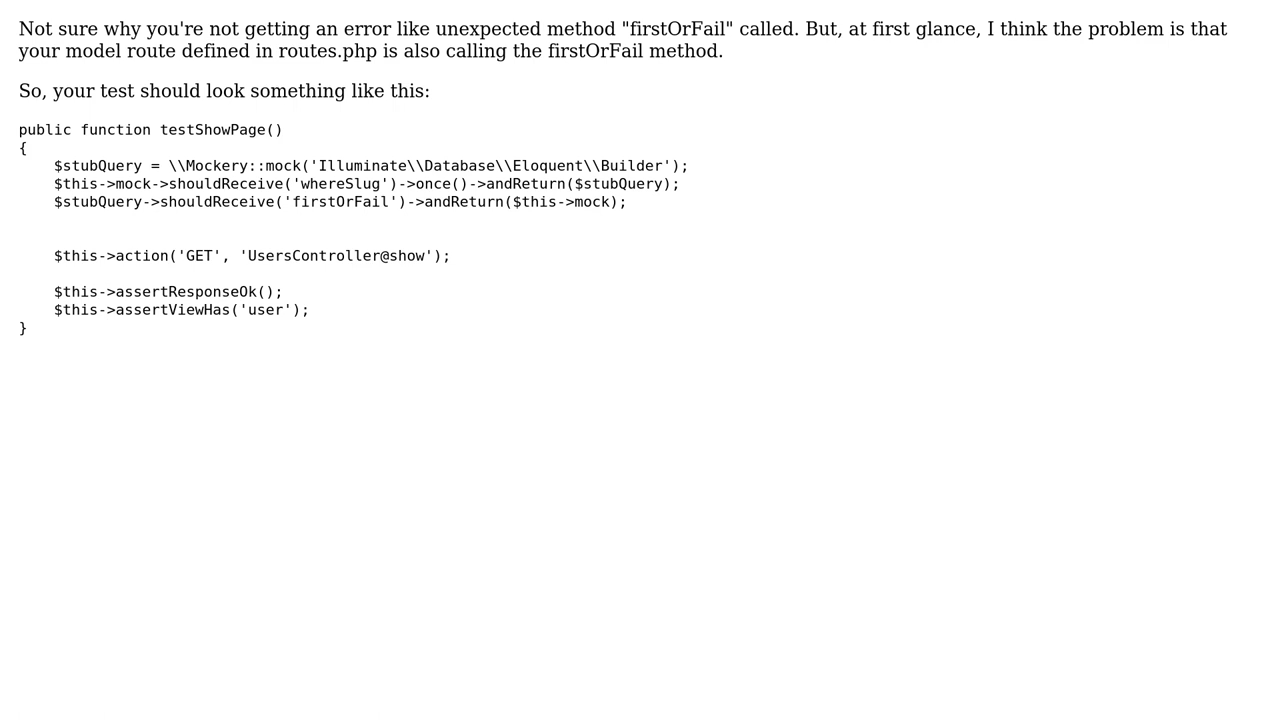 Not sure why you're not getting an error like unexpected method "firstOrFail" called. But, at first glance, I think the problem is that
your model route defined in routes.php is also calling the firstOrFail method.
So, your test should look something like this:
public function testShowPage()
{
    $stubQuery = \\Mockery::mock('Illuminate\\Database\\Eloquent\\Builder');
    $this->mock->shouldReceive('whereSlug')->once()->andReturn($stubQuery);
    $stubQuery->shouldReceive('firstOrFail')->andReturn($this->mock);
    $this->action('GET', 'UsersController@show');
    $this->assertResponseOk();
    $this->assertViewHas('user');
}